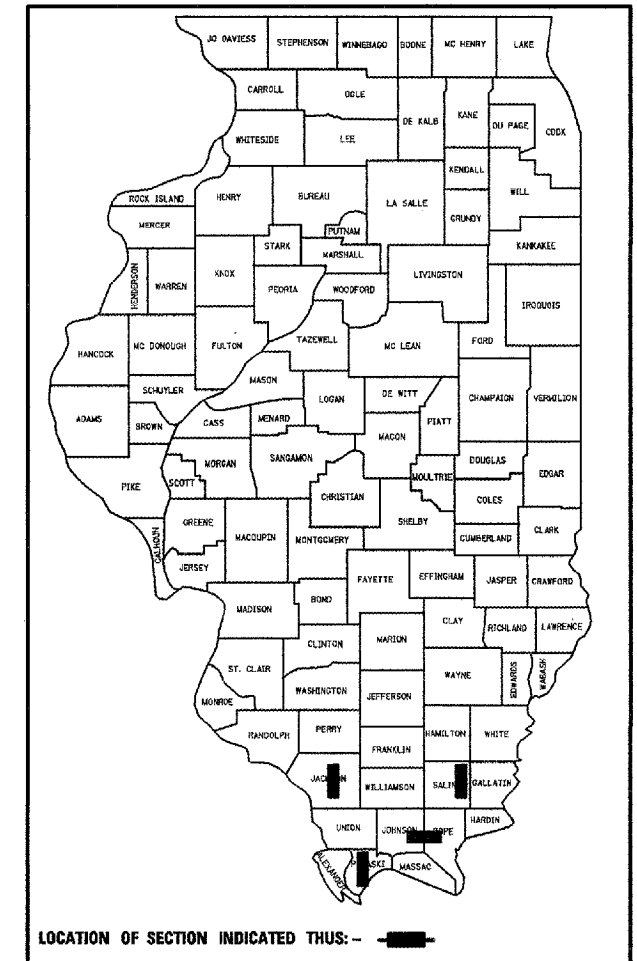 JO DAVIESS STEPHENSON WINNEBAGO BOONE MC HENRY LAKE
CARROLL OGLE DE KALB KANE DU PAGE COOK
WHITESIDE LEE
KENDALL
ROCK ISLAND HENRY BUREAU LA SALLE GRUNDY WILL
MERCER
PUTNAM
STARK MARSHALL KANKAKEE
HENDERSON WARREN KNOX PEORIA WOODFORD LIVINGSTON IROQUOIS
HANCOCK MC DONOUGH FULTON TAZEWELL MC LEAN FORD
SCHUYLER MASON
ADAMS BROWN CASS MENARD LOGAN DE WITT PIATT CHAMPAIGN VERMILION
MACON
PIKE SCOTT MORGAN SANGAMON CHRISTIAN MOULTRIE DOUGLAS EDGAR
COLES
CALHOUN GREENE MACOUPIN MONTGOMERY SHELBY CUMBERLAND CLARK
JERSEY
MADISON BOND FAYETTE EFFINGHAM JASPER CRAWFORD
CLAY RICHLAND LAWRENCE
CLINTON MARION
ST. CLAIR WAYNE EDWARDS WABASH
MONROE WASHINGTON JEFFERSON
RANDOLPH PERRY HAMILTON WHITE
FRANKLIN
WILLIAMSON GALLATIN
UNION JOHNSON HARDIN
ALEXANDER MASSAC
LOCATION OF SECTION INDICATED THUS:-